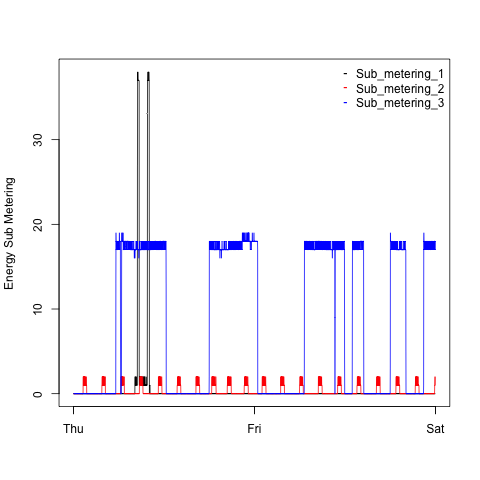 Sub_metering_1
Sub_metering_2
Sub_metering_3
Energy Sub Metering
30
20
10
0
Thu
Fri
Sat